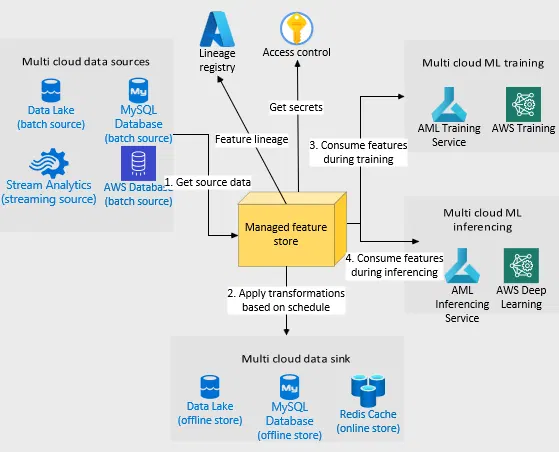 Lineage
registry
Access control
Multi cloud data sources
Data Lake
(batch source)
MySQL
Database
(batch source)
Stream Analytics
(streaming source)
AWS Database
(batch source)
Get secrets
Feature lineage
1. Get source data
Multi cloud ML training
AML Training
Service
AWS Training
3. Consume features
during training
Managed feature
store
Multi cloud ML
inferencing
AML
Inferencing
Service
AWS Deep
Learning
4. Consume features
during inferencing
2. Apply transformations
based on schedule
Multi cloud data sink
Data Lake
(offline store)
MySQL
Database
(offline store)
Redis Cache
(online store)